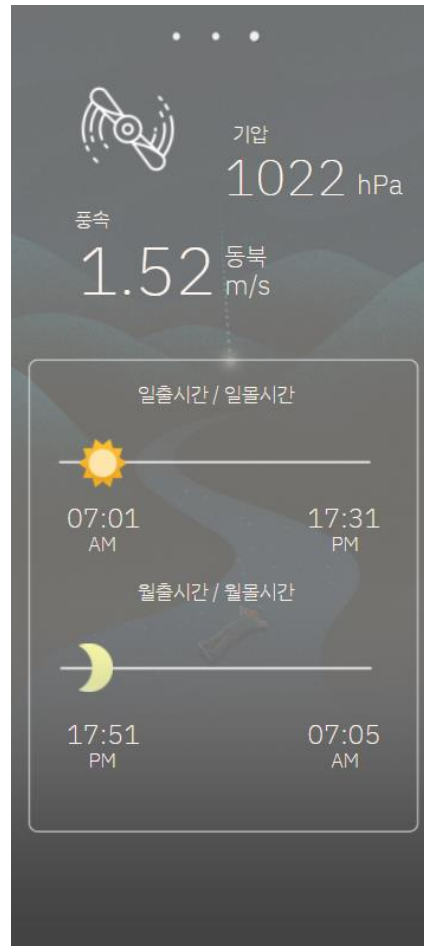 기압
1022 hPa
풍속
1.52 동북
m/s
일출시간 / 일몰시간
07:01 17:31
AM PM
월출시간 / 월몰시간
17:51 07:05
PM AM